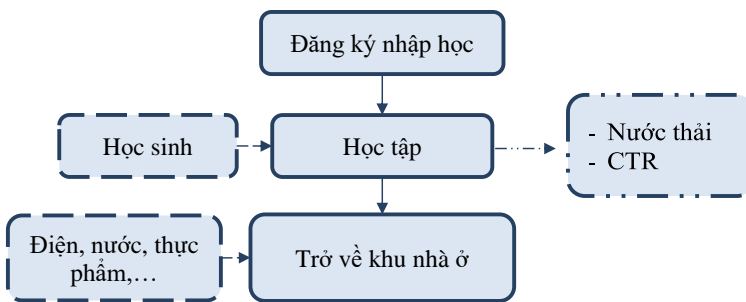 Đăng ký nhập học
Học sinh
Học tập
- Nước thải
- CTR
Điện, nước, thực
phẩm,…
Trở về khu nhà ở